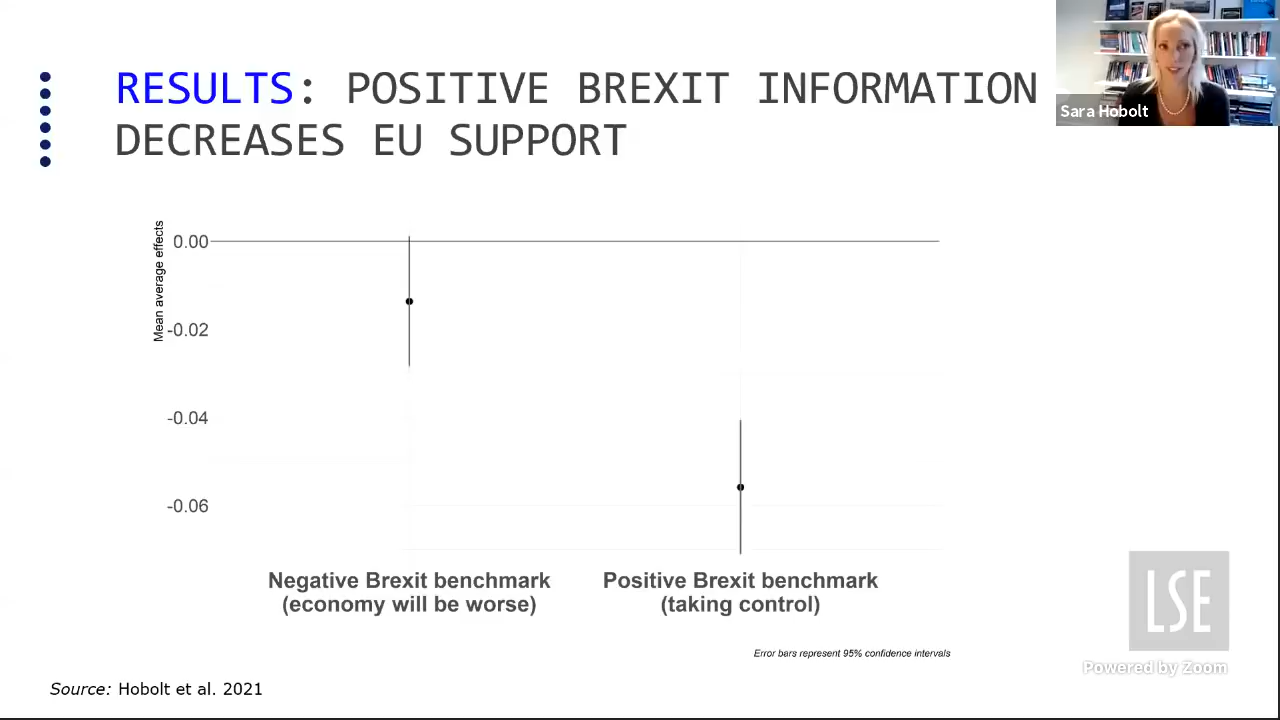 RESULTS: POSITIVE BREXIT INFORMATION
DECREASES EU SUPPORT
Sara Hobolt
Mean average effects
0.00
-0.02
-0.04
-0.06
Negative Brexit benchmark
(economy will be worse)
Positive Brexit benchmark
(taking control)
Error bars represent 95% confidence intervals
LSE
Powered by Zoom
Source: Hobolt et al. 2021